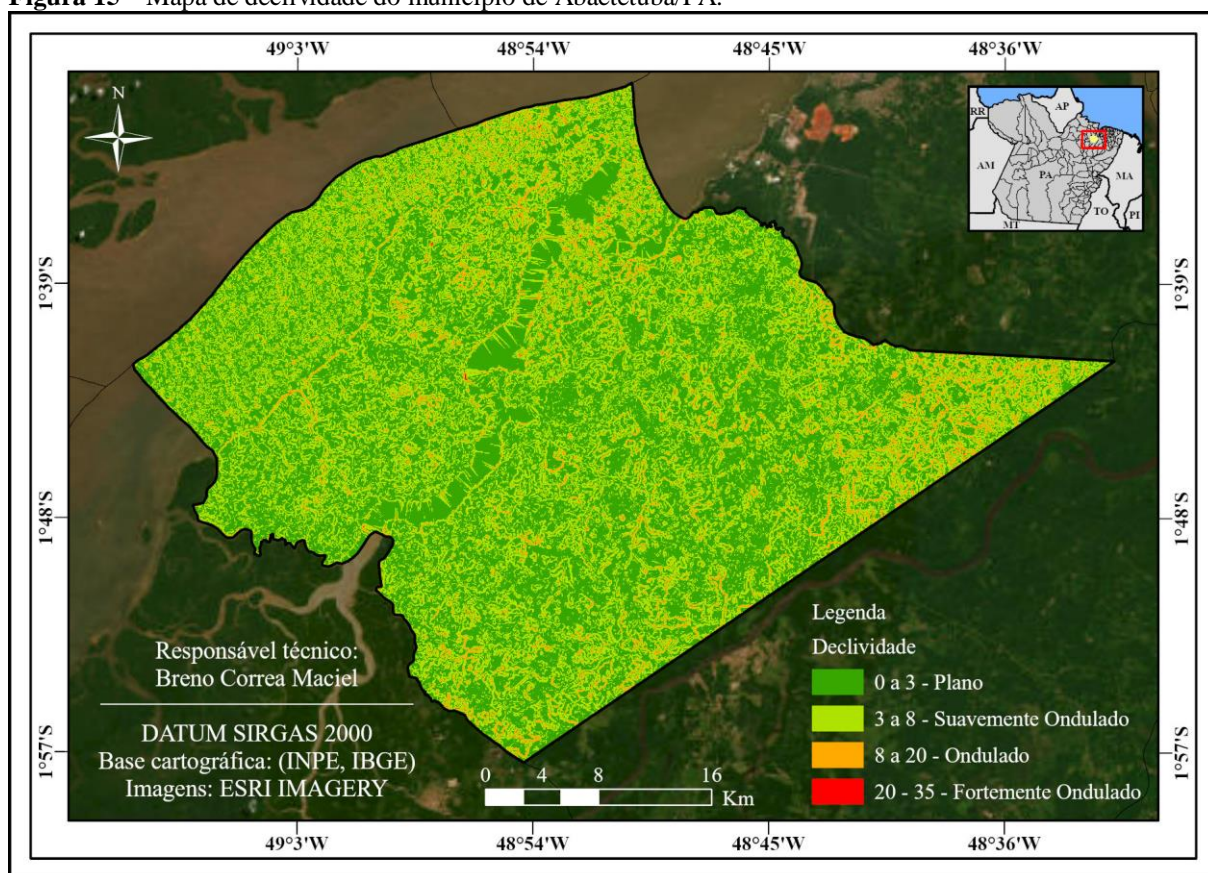 Figura 15 – Mapa de declividade do município de Abaetetuba/PA.
49°3'W 48°54'W 48°45'W 48°36'W
N
RR AP
AM PA MA
TO PI
MT
1°39'S 1°39'S
1°48'S 1°48'S
1°57'S 1°57'S
Responsável técnico:
Breno Correa Maciel
DATUM SIRGAS 2000
Base cartográfica: (INPE, IBGE)
Imagens: ESRI IMAGERY
0 4 8 16
Km
Legenda
Declividade
0 a 3 - Plano
3 a 8 - Suavemente Ondulado
8 a 20 - Ondulado
20 - 35 - Fortemente Ondulado
49°3'W 48°54'W 48°45'W 48°36'W